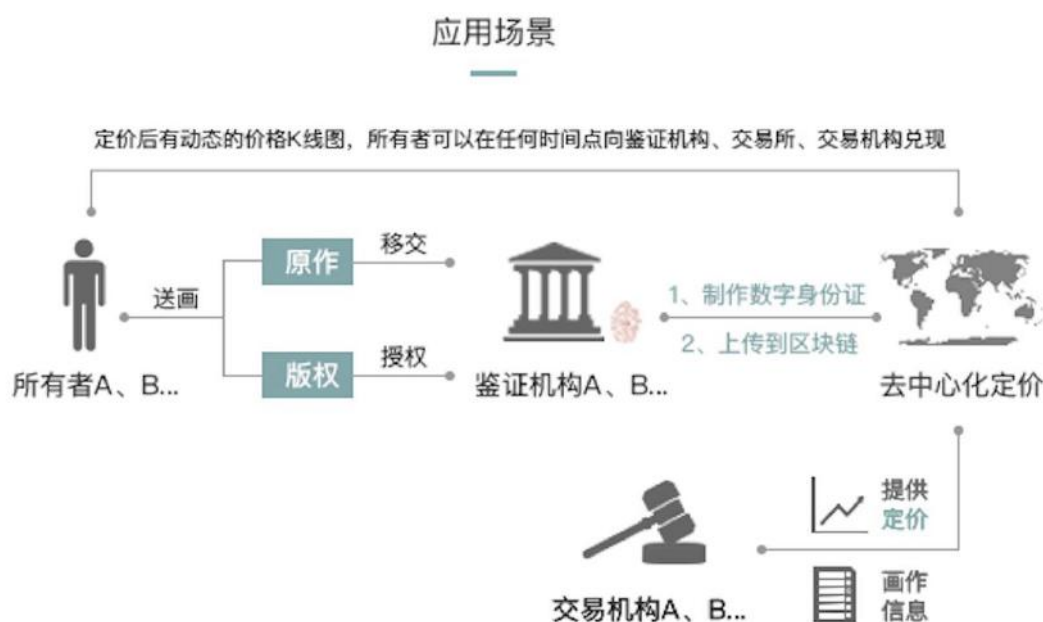 应用场景
定价后有动态的价格K线图，所有者可以在任何时间点向鉴证机构、交易所、交易机构兑现
原作
移交
送画
版权
授权
1、制作数字身份证
2、上传到区块链
所有者A、B...
鉴证机构A、B...
去中心化定价
提供
定价
画作
信息
交易机构A、B...